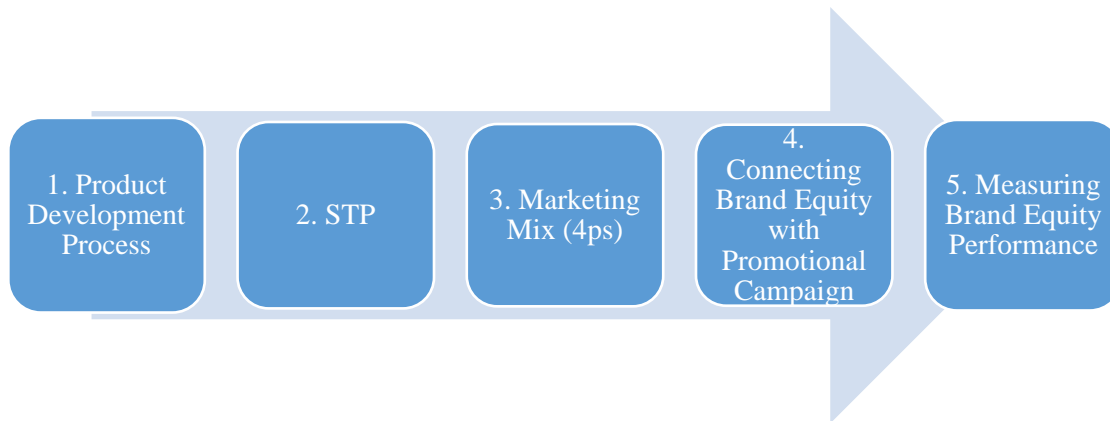 1. Product
Development
Process
2. STP
3. Marketing
Mix (4ps)
4.
Connecting
Brand Equity
with
Promotional
Campaign
5. Measuring
Brand Equity
Performance